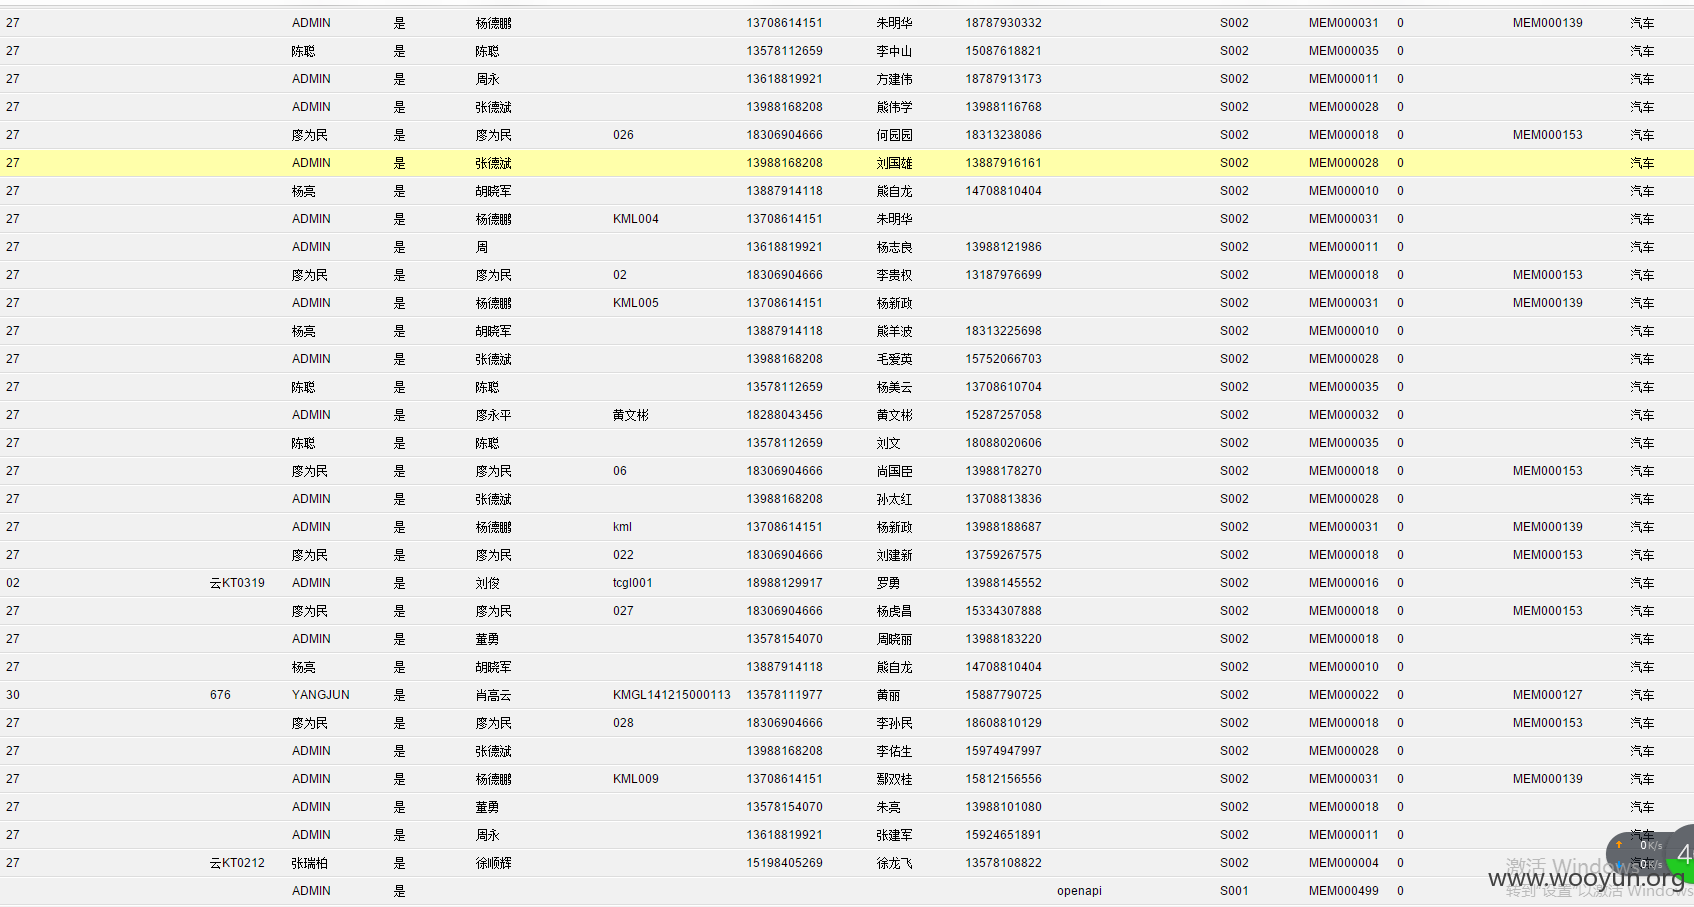 27 ADMIN 是 杨德鹏 13708614151 朱明华 18787930332 S002 MEM000031 0 MEM000139 汽车
27 陈聪 是 陈聪 13578112659 李中山 15087618821 S002 MEM000035 0 汽车
27 ADMIN 是 周永 13618819921 方建伟 18787913173 S002 MEM000011 0 汽车
27 ADMIN 是 张德斌 13988168208 熊伟学 13988116768 S002 MEM000028 0 汽车
27 廖为民 是 廖为民 026 18306904666 何园园 18313238086 S002 MEM000018 0 MEM000153 汽车
27 ADMIN 是 张德斌 13988168208 刘国雄 13887916161 S002 MEM000028 0 汽车
27 杨亮 是 胡晓军 13887914118 熊自龙 14708810404 S002 MEM000010 0 汽车
27 ADMIN 是 杨德鹏 KML004 13708614151 朱明华 S002 MEM000031 0 汽车
27 ADMIN 是 周 13618819921 杨志良 13988121986 S002 MEM000011 0 汽车
27 廖为民 是 廖为民 02 18306904666 李贵权 13187976699 S002 MEM000018 0 MEM000153 汽车
27 ADMIN 是 杨德鹏 KML005 13708614151 杨新政 S002 MEM000031 0 MEM000139 汽车
27 杨亮 是 胡晓军 13887914118 熊羊波 18313225698 S002 MEM000010 0 汽车
27 ADMIN 是 张德斌 13988168208 毛爱英 15752066703 S002 MEM000028 0 汽车
27 陈聪 是 陈聪 13578112659 杨美云 13708610704 S002 MEM000035 0 汽车
27 ADMIN 是 廖永平 黄文彬 18288043456 黄文彬 15287257058 S002 MEM000032 0 汽车
27 陈聪 是 陈聪 13578112659 刘文 18088020606 S002 MEM000035 0 汽车
27 廖为民 是 廖为民 06 18306904666 尚国臣 13988178270 S002 MEM000018 0 MEM000153 汽车
27 ADMIN 是 张德斌 13988168208 孙太红 13708813836 S002 MEM000028 0 汽车
27 ADMIN 是 杨德鹏 kml 13708614151 杨新政 13988188687 S002 MEM000031 0 MEM000139 汽车
27 廖为民 是 廖为民 022 18306904666 刘建新 13759267575 S002 MEM000018 0 MEM000153 汽车
02 云KT0319 ADMIN 是 刘俊 tcgl001 18988129917 罗勇 13988145552 S002 MEM000016 0 汽车
27 廖为民 是 廖为民 027 18306904666 杨虎昌 15334307888 S002 MEM000018 0 MEM000153 汽车
27 ADMIN 是 董勇 13578154070 周晓丽 13988183220 S002 MEM000018 0 汽车
27 杨亮 是 胡晓军 13887914118 熊自龙 14708810404 S002 MEM000010 0 汽车
30 676 YANGJUN 是 肖高云 KMGL141215000113 13578111977 黄丽 15887790725 S002 MEM000022 0 MEM000127 汽车
27 廖为民 是 廖为民 028 18306904666 李孙民 18608810129 S002 MEM000018 0 MEM000153 汽车
27 ADMIN 是 张德斌 13988168208 李佑生 15974947997 S002 MEM000028 0 汽车
27 ADMIN 是 杨德鹏 KML009 13708614151 鄢双桂 15812156556 S002 MEM000031 0 MEM000139 汽车
27 ADMIN 是 董勇 13578154070 朱亮 13988101080 S002 MEM000018 0 汽车
27 ADMIN 是 周永 13618819921 张建军 15924651891 S002 MEM000011 0 汽车
27 云KT0212 张瑞柏 是 徐顺辉 15198405269 徐龙飞 13578108822 S002 MEM000004 0 汽车
ADMIN 是 openapi S001 MEM000499 0
0K/s
0K/s
4
激活 Windows
www.wooyun.org
转到"设置"以激活 Windows